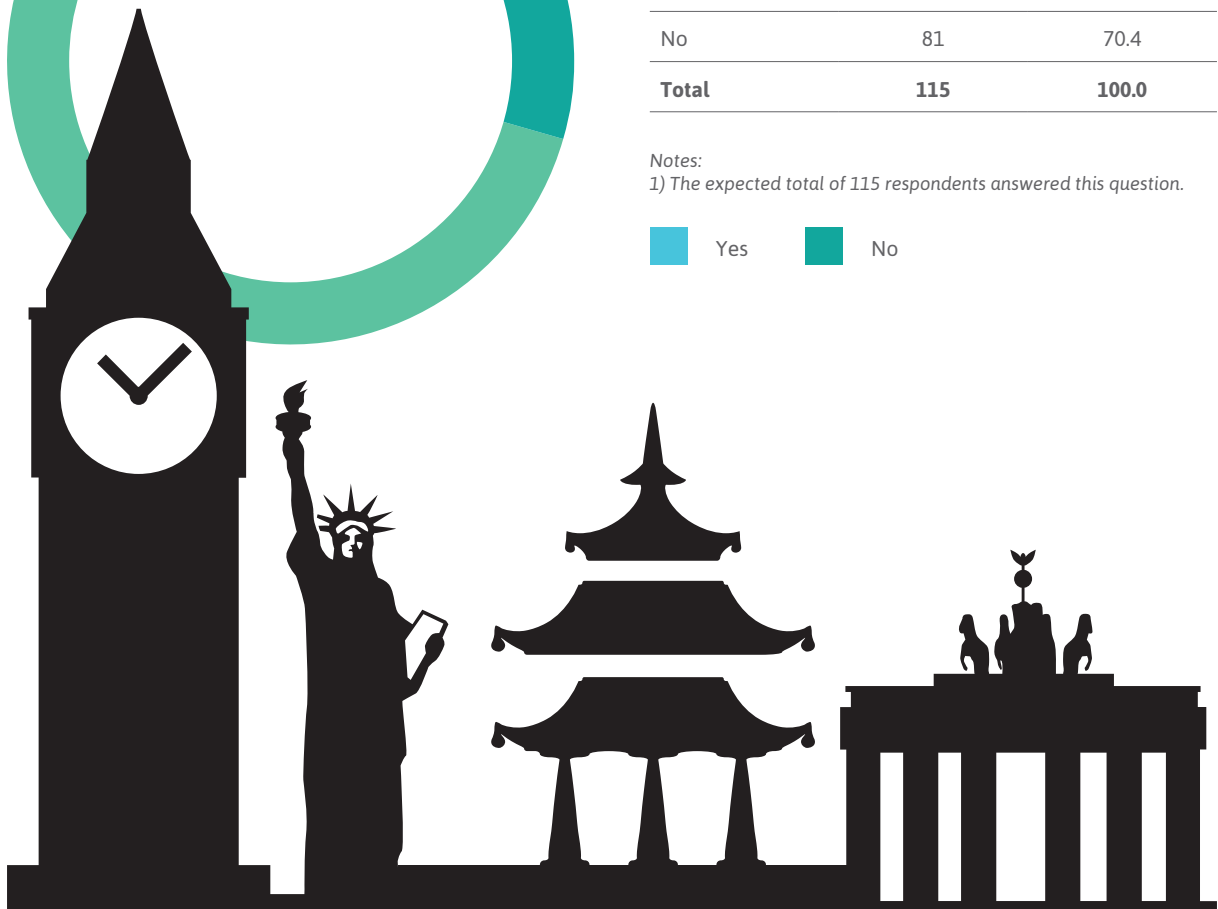 No 81 70.4
Total 115 100.0
Notes:
1) The expected total of 115 respondents answered this question.
Yes No